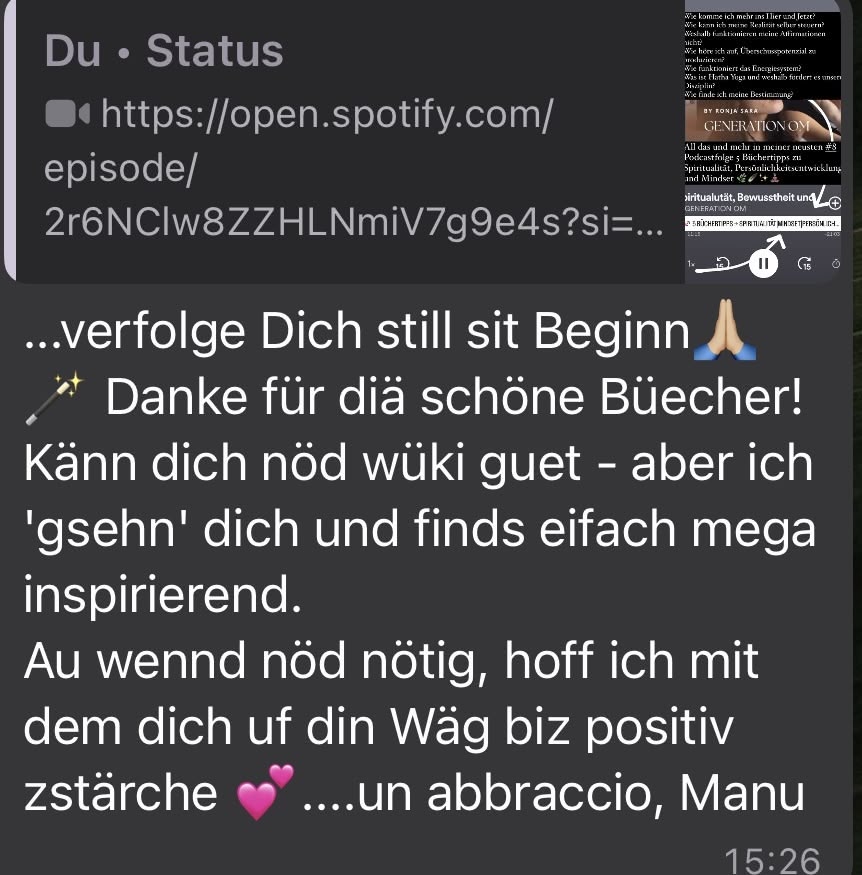 Du • Status
https://open.spotify.com/
episode/
2r6NClw8ZZHLNmiV7g9e4s?si=...
Wie komme ich mehr ins Hier und Jetzt?
Wie kann ich meine Realität selber steuern?
Weshalb funktionieren meine Affirmationen
nicht?
Wie höre ich auf, Überschusspotenzial zu
produzieren?
Wie funktioniert das Energiesystem?
Was ist Hatha Yoga und weshalb fördert es unsere
Disziplin?
Wie finde ich meine Bestimmung?
BY RONJA SARA
GENERATION OM
All das und mehr in meiner neusten #8
Podcastfolge 5 Büchertipps zu
Spiritualität, Persönlichkeitsentwicklung
und Mindset 🌿☄️✨🧘🏽‍♀️
piritualutät, Bewusstheit und
GENERATION OM
5 BÜCHERTIPPS → SPIRITUALITÄT|MINDSET|PERSÖNLICH...
1x 15 15
...verfolge Dich still sit Beginn🙏🏼
🪄 Danke für diä schöne Büecher!
Känn dich nöd wüki guet - aber ich
'gsehn' dich und finds eifach mega
inspirierend.
Au wennd nöd nötig, hoff ich mit
dem dich uf din Wäg biz positiv
zstärche 💕....un abbraccio, Manu
15:26